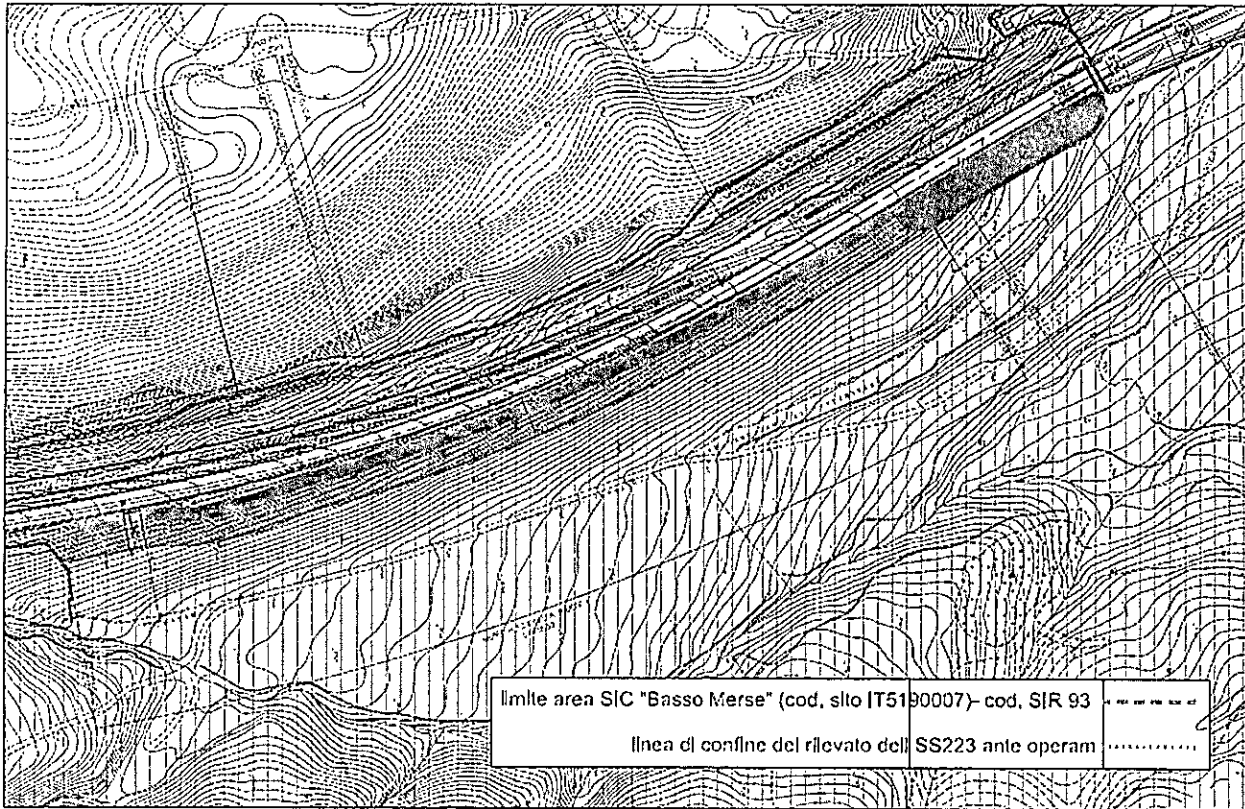 limite area SIC "Basso Merse" (cod. sito IT5190007)- cod. SIR 93
linea di confine del rilevato dell SS223 ante operam